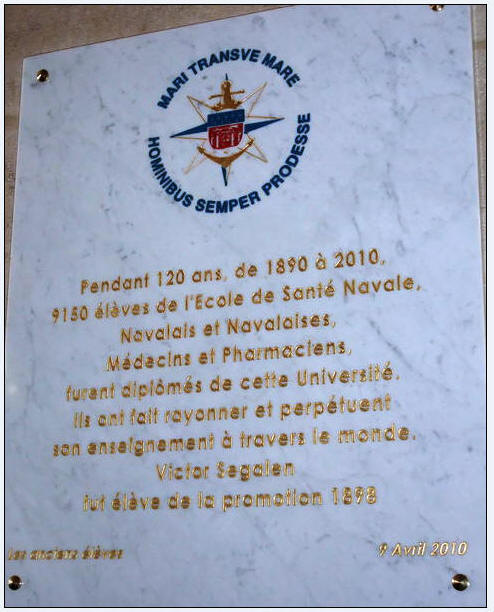 MARI TRANSVE MARE
HOMINIBUS SEMPER PRODESSE
Pendant 120 ans, de 1890 à 2010,
9150 élèves de l'Ecole de Santé Navale,
Navalais et Navalaises,
Médecins et Pharmaciens,
furent diplômés de cette Université.
Ils ont fait rayonner et perpétuent
son enseignement à travers le monde.
Victor Segalen
fut élève de la promotion 1898
Les anciens élèves
9 Avril 2010